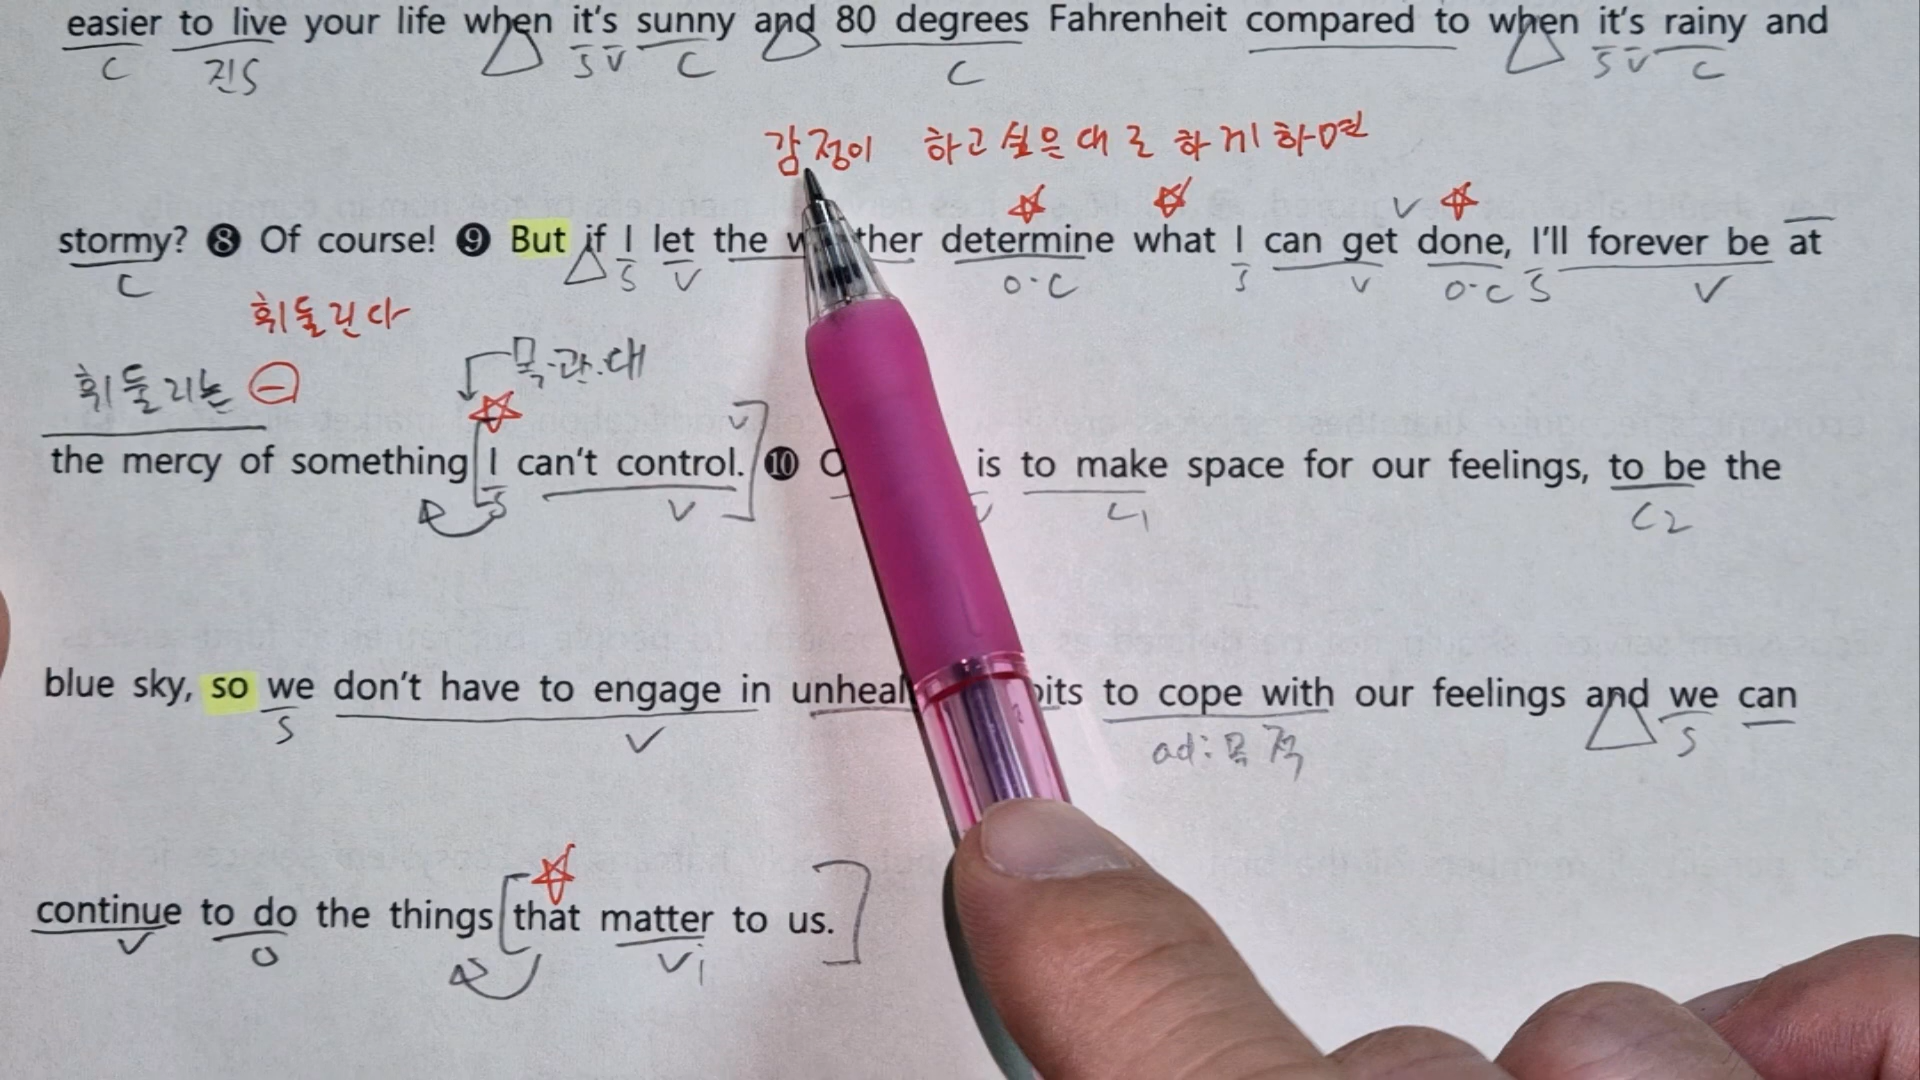 easier to live your life when it's sunny and 80 degrees Fahrenheit compared to when it's rainy and
C 진S S V C C S V C
감정이 하고 싶은 대로 하게 하면
stormy? ❽ Of course! ❾ But if I let the w ther determine what I can get done, I'll forever be at
C S V O·C S V O·C S V
휘둘린다
휘둘리는 ㊀ 목·관·대
the mercy of something I can't control. ❿ O is to make space for our feelings, to be the
S V V C1 C2
blue sky, so we don't have to engage in unheal bits to cope with our feelings and we can
S V ad: 목적 S
continue to do the things that matter to us.
V O Vi